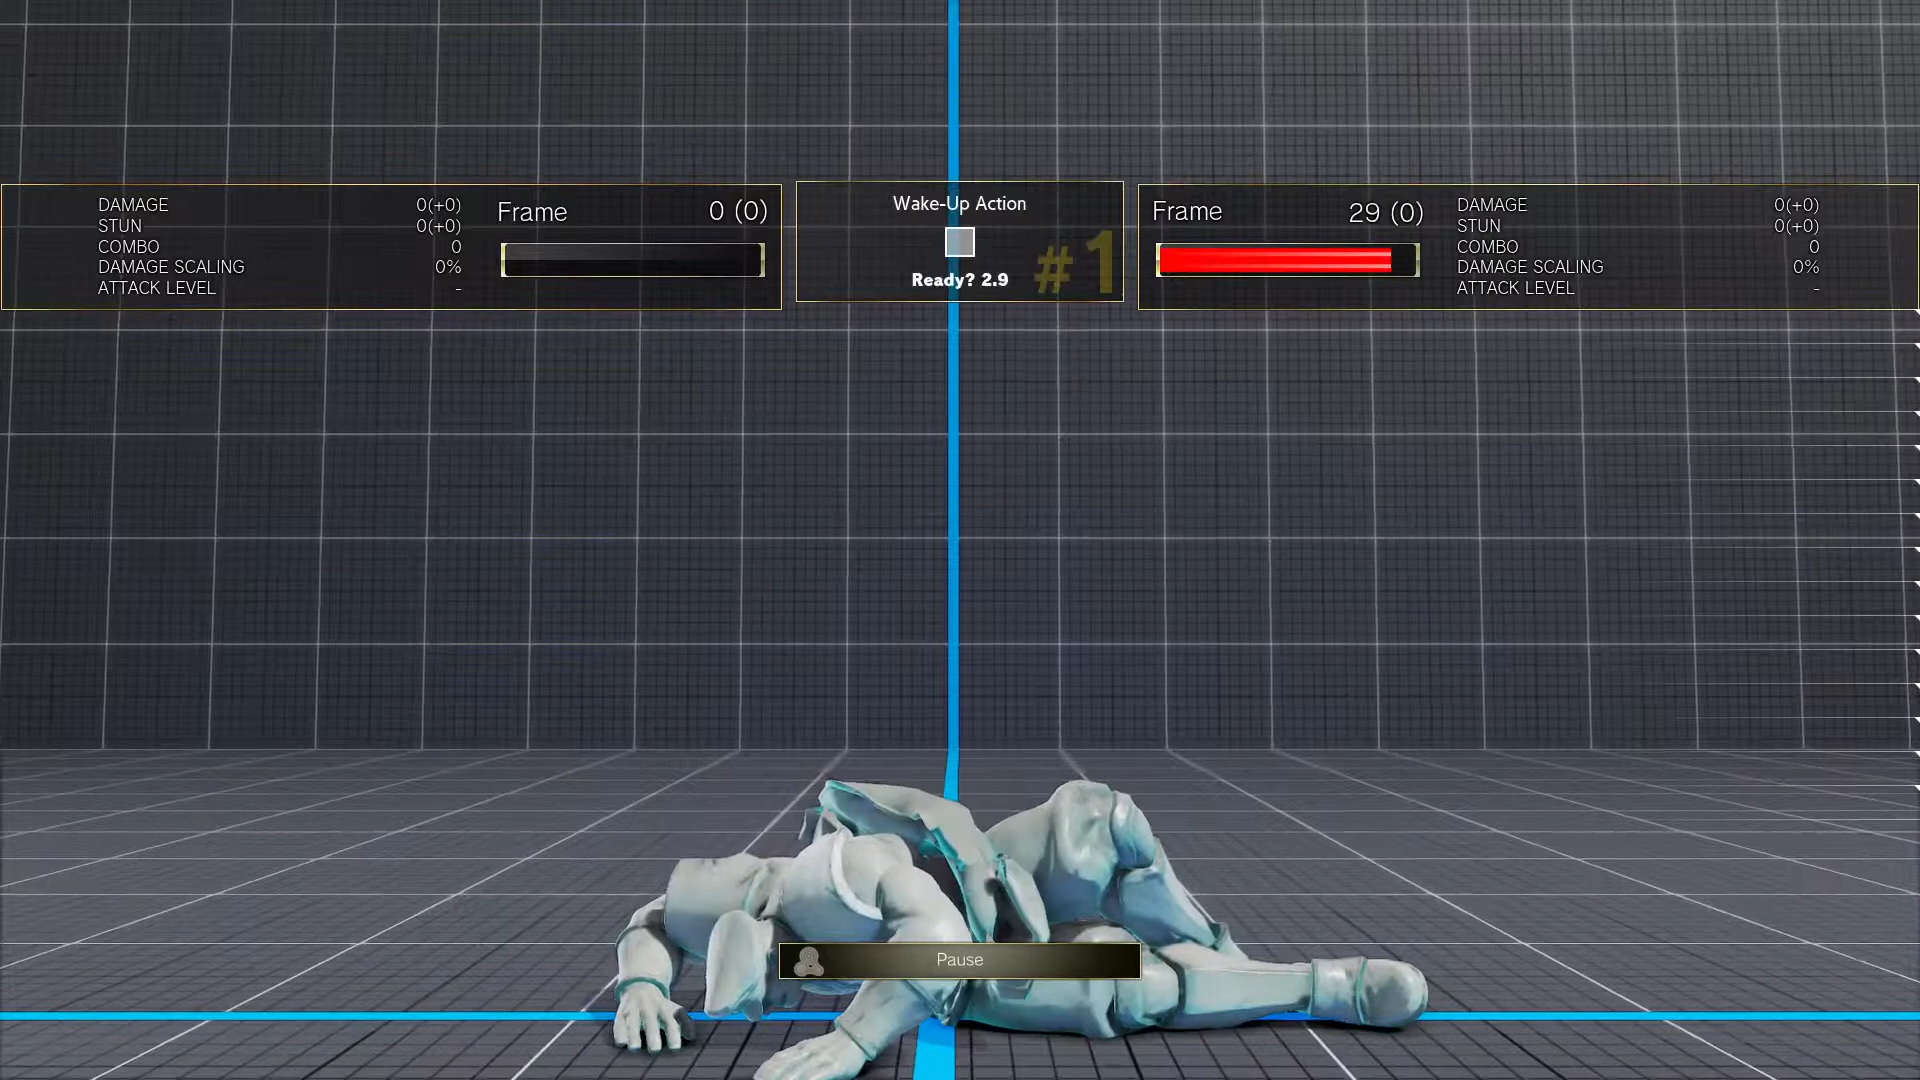 DAMAGE 0(+0)
STUN 0(+0)
COMBO 0
DAMAGE SCALING 0%
ATTACK LEVEL -
Frame 0 (0)
Wake-Up Action
Ready? 2.9
#1
Frame 29 (0)
DAMAGE 0(+0)
STUN 0(+0)
COMBO 0
DAMAGE SCALING 0%
ATTACK LEVEL -
Pause